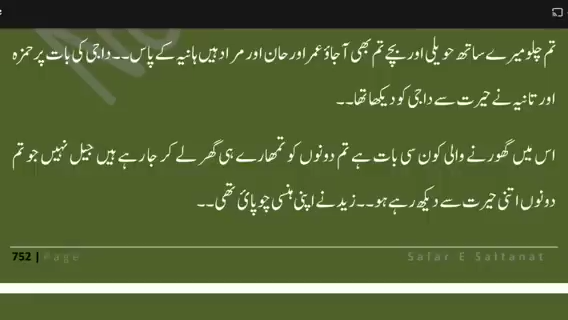 تم چلو میرے ساتھ حویلی اور بچے تم بھی آجاؤ عمر اور حان اور مراد ہیں ہانیہ کے پاس۔۔ داجی کی بات پر حمزہ
اور تانیہ نے حیرت سے داجی کو دیکھا تھا۔۔
اس میں گھورنے والی کون سی بات ہے تم دونوں کو تمھارے ہی گھر لے کر جا رہے ہیں جیل نہیں جو تم
دونوں اتنی حیرت سے دیکھ رہے ہو۔۔ زید نے اپنی ہنسی چوپائ تھی۔۔
752 | Page
Safar E Saltanat